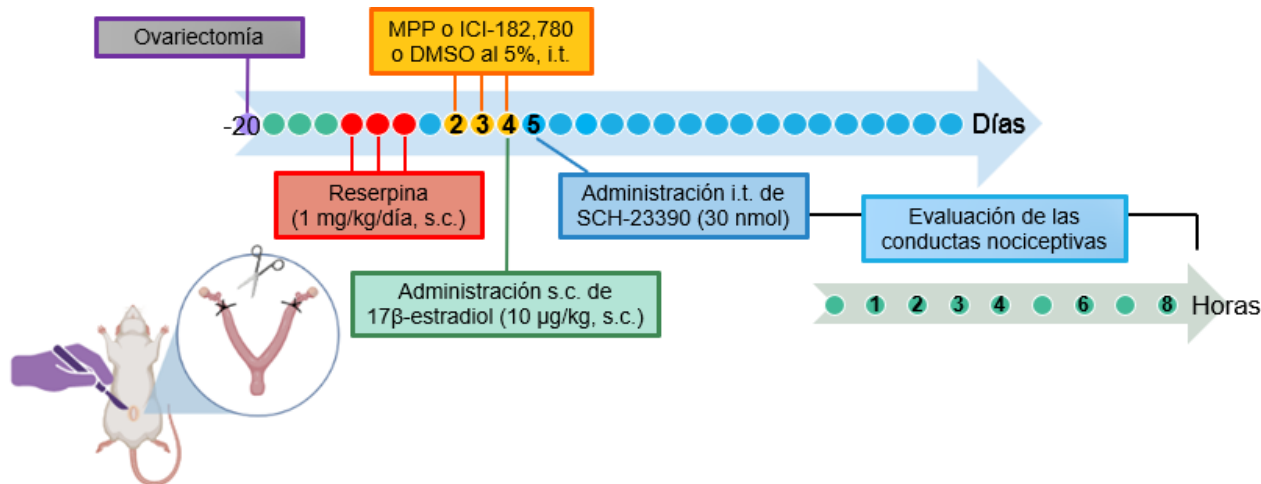 Ovariectomía
MPP o ICI-182,780
o DMSO al 5%, i.t.
-20 2 3 4 5 Días
Reserpina
(1 mg/kg/día, s.c.)
Administración i.t. de
SCH-23390 (30 nmol)
Evaluación de las
conductas nociceptivas
Administración s.c. de
17β-estradiol (10 µg/kg, s.c.)
1 2 3 4 6 8 Horas